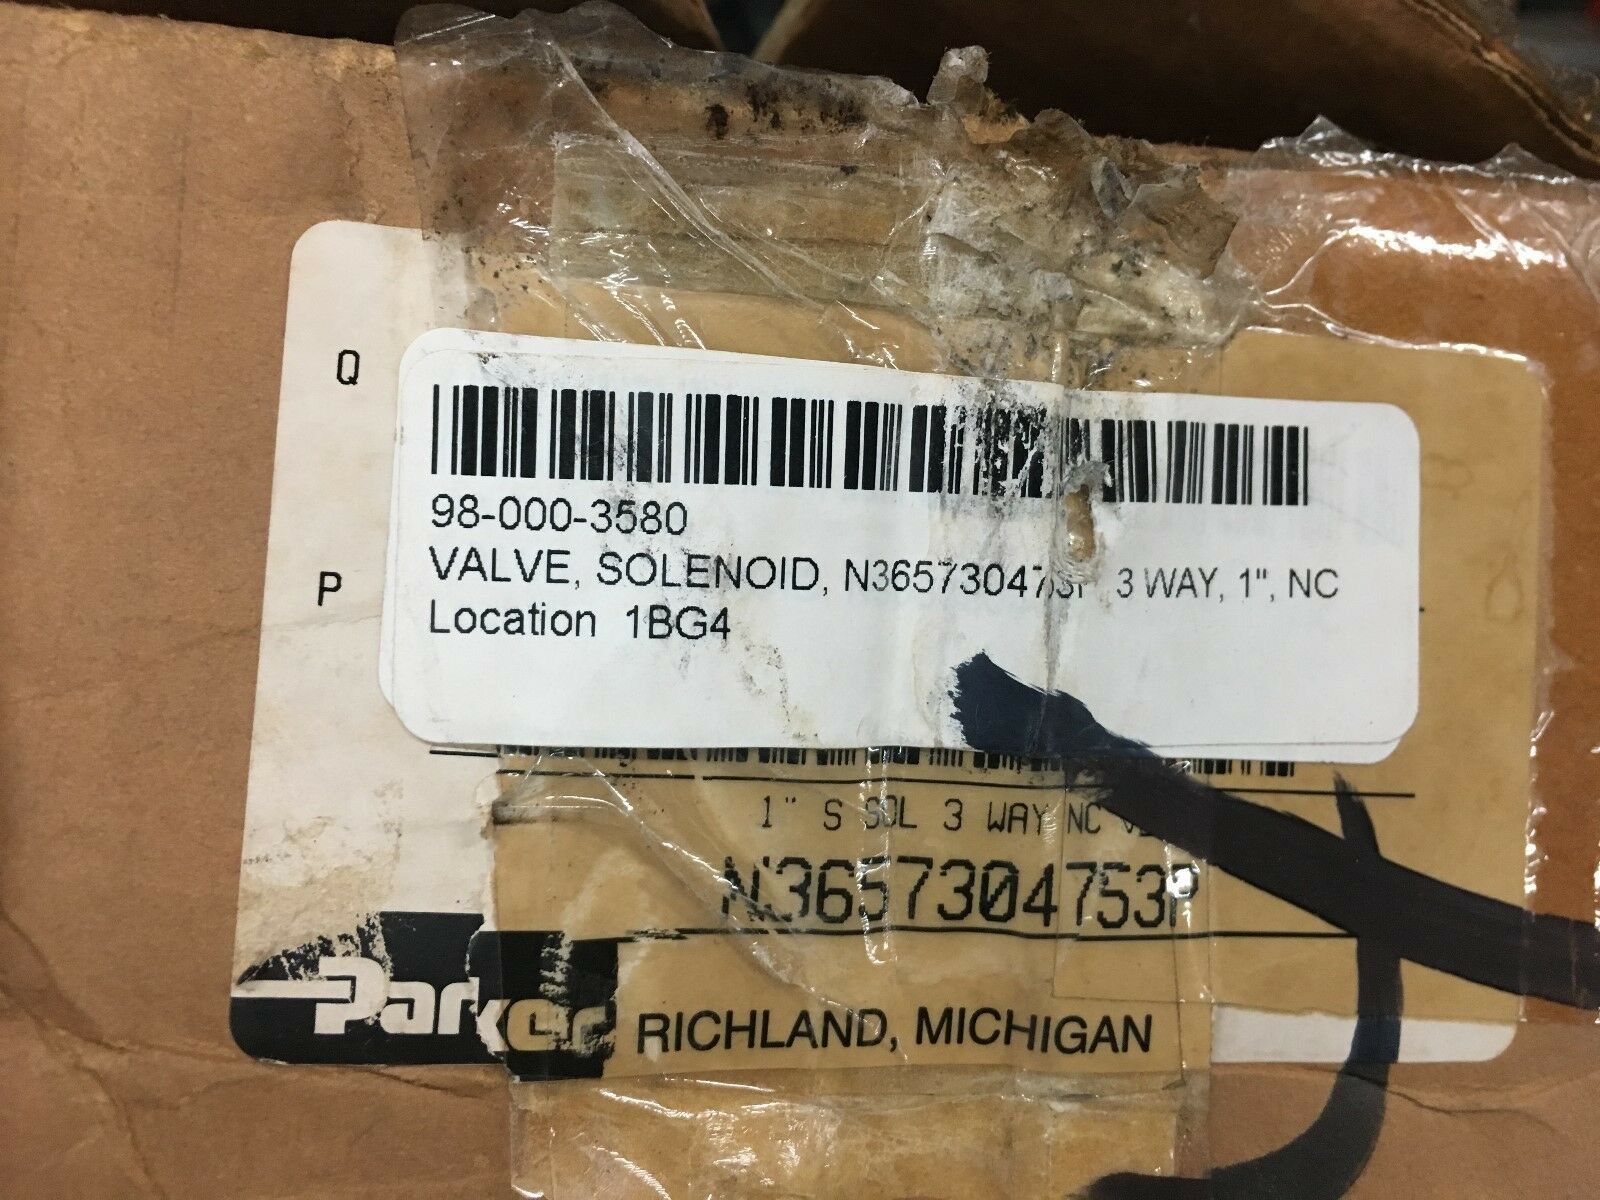 Q
98-000-3580
P
VALVE, SOLENOID, 3 WAY, 1", NC
Location 1BG4
1" S SOL 3 WAY NC
N3657304753P
Parker RICHLAND, MICHIGAN